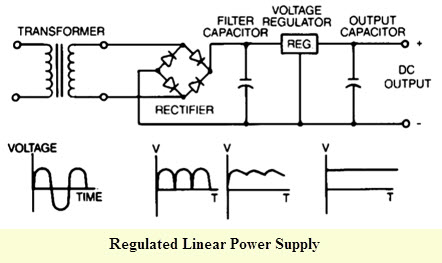 TRANSFORMER
FILTER
CAPACITOR
VOLTAGE
REGULATOR
OUTPUT
CAPACITOR
REG
+
DC
OUTPUT
-
RECTIFIER
VOLTAGE
TIME
V
T
V
T
V
T
Regulated Linear Power Supply